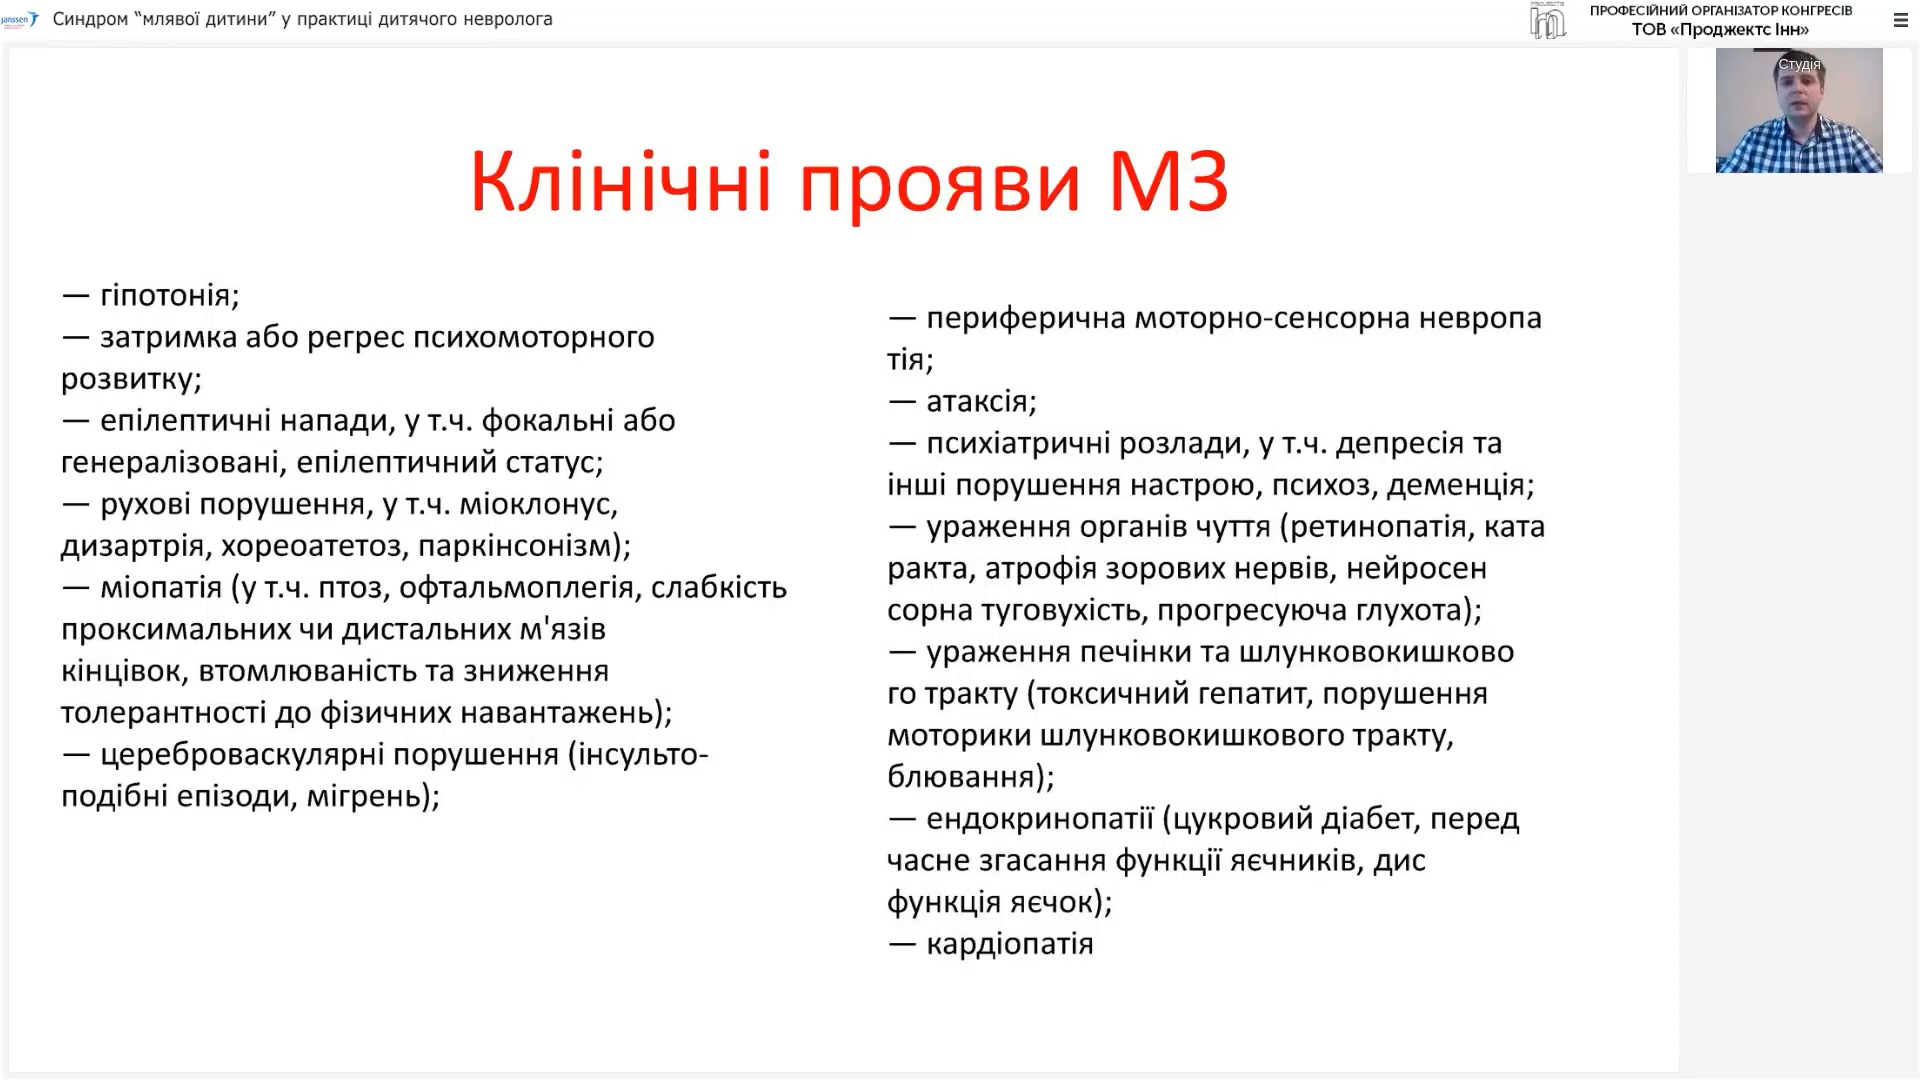 janssen
Синдром “млявої дитини” у практиці дитячого невролога
ПРОФЕСІЙНИЙ ОРГАНІЗАТОР КОНГРЕСІВ
ТОВ «Проджектс Інн»
Студія
Клінічні прояви МЗ
— гіпотонія;
— затримка або регрес психомоторного
розвитку;
— епілептичні напади, у т.ч. фокальні або
генералізовані, епілептичний статус;
— рухові порушення, у т.ч. міоклонус,
дизартрія, хореоатетоз, паркінсонізм);
— міопатія (у т.ч. птоз, офтальмоплегія, слабкість
проксимальних чи дистальних м'язів
кінцівок, втомлюваність та зниження
толерантності до фізичних навантажень);
— цереброваскулярні порушення (інсульто-
подібні епізоди, мігрень);
— периферична моторно-сенсорна невропа
тія;
— атаксія;
— психіатричні розлади, у т.ч. депресія та
інші порушення настрою, психоз, деменція;
— ураження органів чуття (ретинопатія, ката
ракта, атрофія зорових нервів, нейросен
сорна туговухість, прогресуюча глухота);
— ураження печінки та шлунковокишково
го тракту (токсичний гепатит, порушення
моторики шлунковокишкового тракту,
блювання);
— ендокринопатії (цукровий діабет, перед
часне згасання функції яєчників, дис
функція яєчок);
— кардіопатія